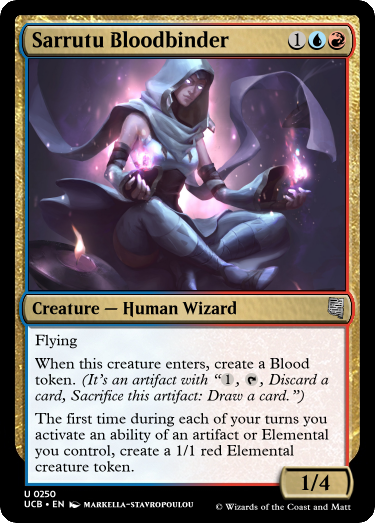 Sarrutu Bloodbinder 1
Creature — Human Wizard
Flying
When this creature enters, create a Blood
token. (It's an artifact with “1, , Discard a
card, Sacrifice this artifact: Draw a card.”)
The first time during each of your turns you
activate an ability of an artifact or Elemental
you control, create a 1/1 red Elemental
creature token.
1/4
U 0250
UCB • EN MARKELLA-STAVROPOULOU
© Wizards of the Coast and Matt